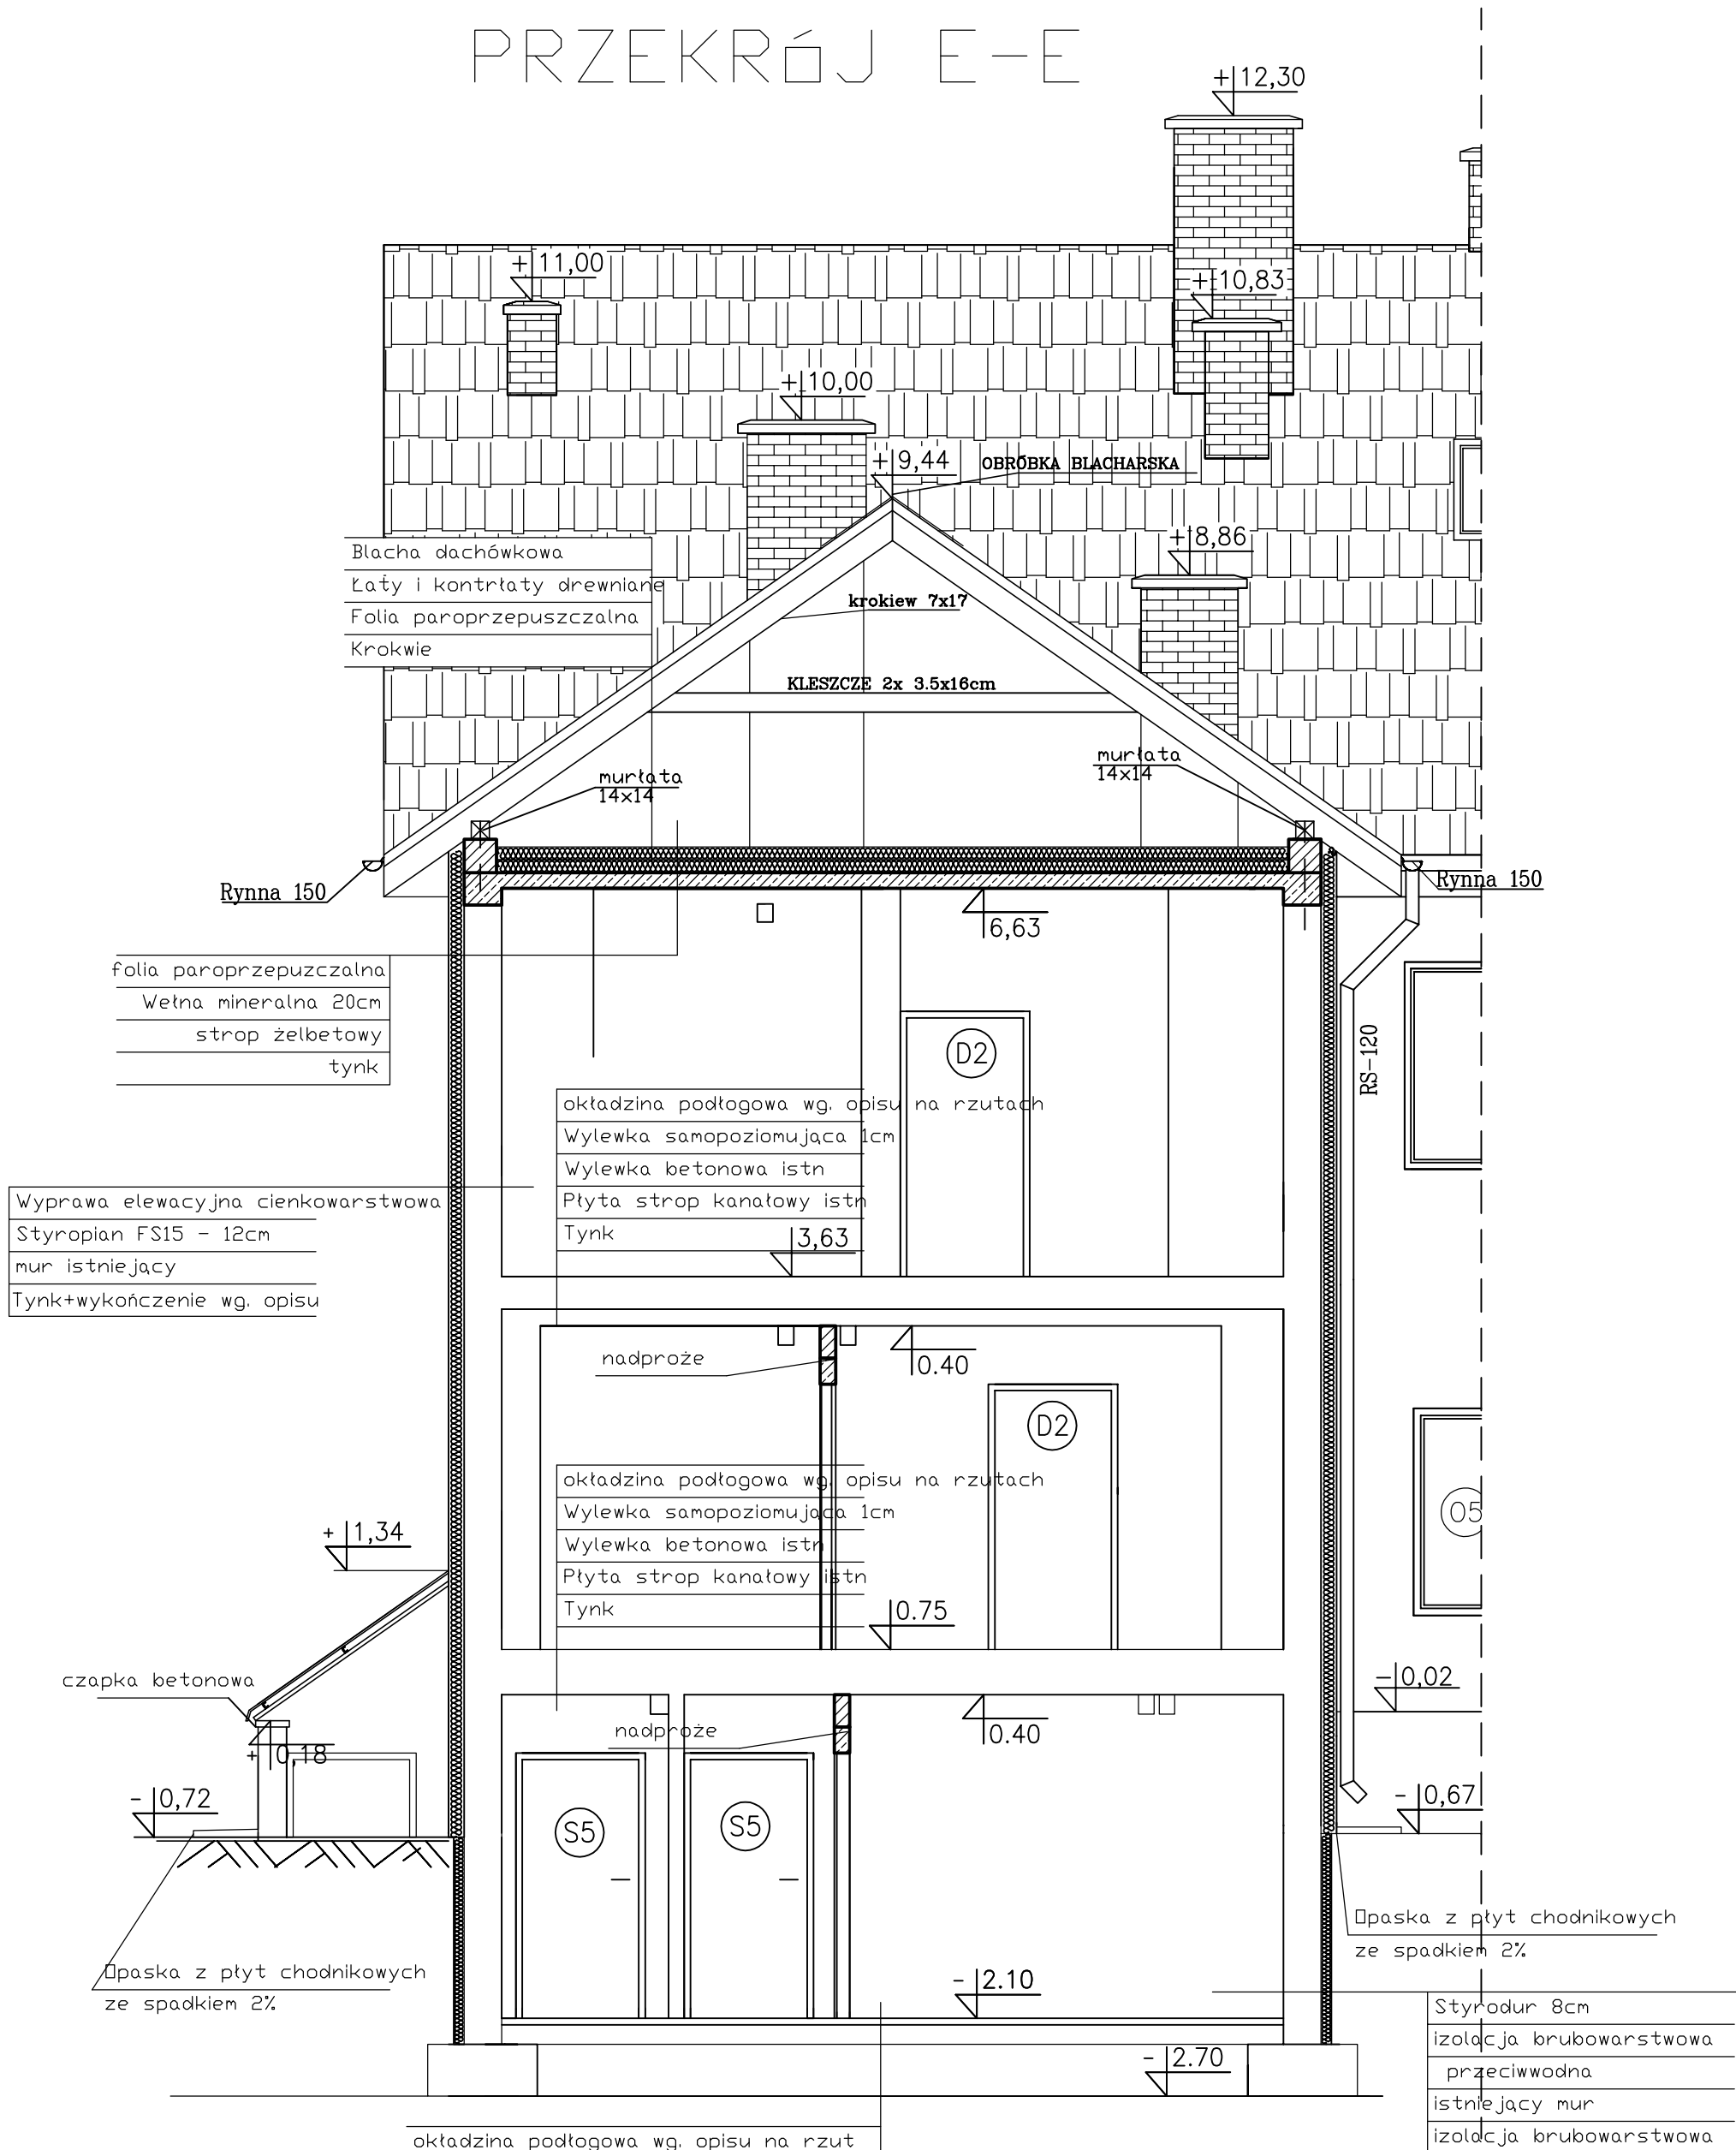 PRZEKRÓJ E-E
+12,30
+11,00
+10,83
+10,00
+9,44
OBRÓBKA BLACHARSKA
+8,86
Blacha dachówkowa
Łaty i kontrłaty drewniane
Folia paroprzepuszczalna
Krokwie
krokiew 7x17
KLESZCZE 2x 3.5x16cm
murłata
14x14
murłata
14x14
Rynna 150
Rynna 150
6,63
folia paroprzepuzczalna
Wełna mineralna 20cm
strop żelbetowy
tynk
D2
RS-120
okładzina podłogowa wg. opisu na rzutach
Wylewka samopoziomująca 1cm
Wylewka betonowa istn
Płyta strop kanałowy istn
Tynk
3,63
Wyprawa elewacyjna cienkowarstwowa
Styropian FS15 - 12cm
mur istniejący
Tynk+wykończenie wg. opisu
nadproże
0.40
D2
okładzina podłogowa wg. opisu na rzutach
Wylewka samopoziomująca 1cm
Wylewka betonowa istn
Płyta strop kanałowy istn
Tynk
O5
+1,34
0.75
czapka betonowa
-0,02
nadproże
0.40
+0,18
-0,72
-0,67
S5
S5
Opaska z płyt chodnikowych
ze spadkiem 2%
Opaska z płyt chodnikowych
ze spadkiem 2%
-2.10
-2.70
Styrodur 8cm
izolacja brubowarstwowa
przeciwwodna
istniejący mur
izolacja brubowarstwowa
okładzina podłogowa wg. opisu na rzut